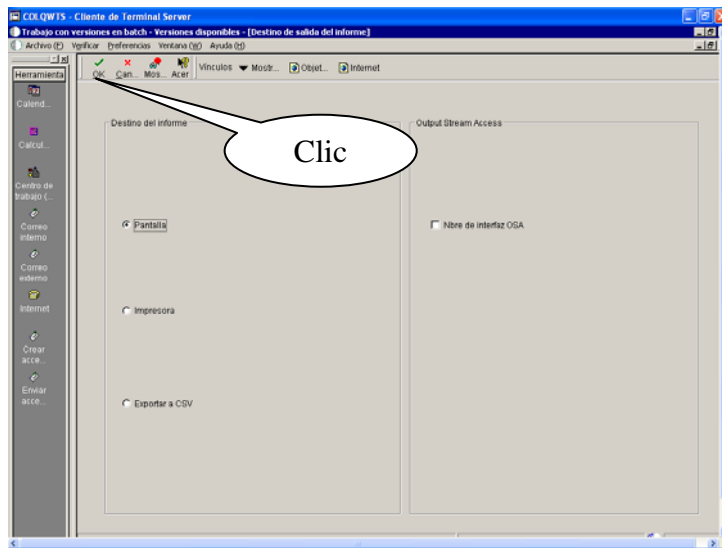 COLQWTS - Cliente de Terminal Server
Trabajo con versiones en batch - Versiones disponibles - [Destino de salida del informe]
Archivo (F) Verificar Preferencias Ventana (W) Ayuda (H)
Herramienta
OK Can... Mos... Acer Vínculos Mostr... Objet... Internet
Calend...
Calcul...
Centro de
trabajo (...
Correo
interno
Correo
externo
Internet
Crear
acce...
Enviar
acce...
Destino del informe
Output Stream Access
Clic
Pantalla
Nbre de interfaz OSA
Impresora
Exportar a CSV